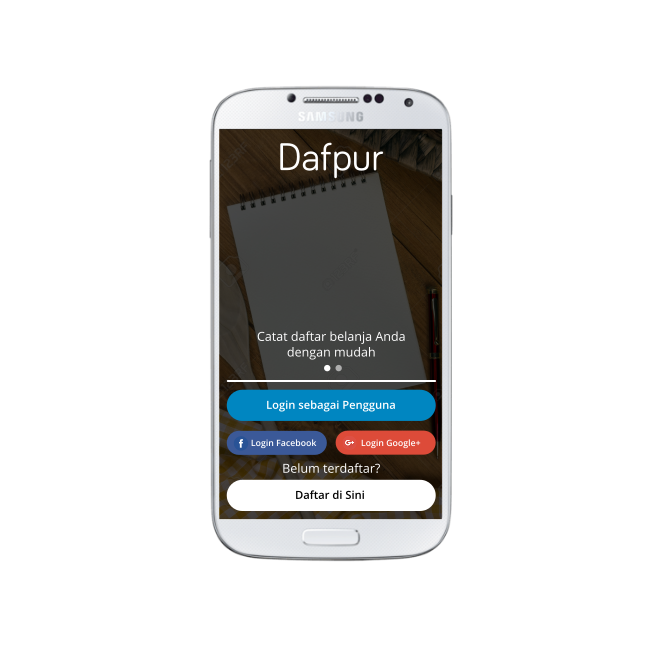 SAMSUNG
Dafpur
Catat daftar belanja Anda
dengan mudah
Login sebagai Pengguna
f Login Facebook
G+ Login Google+
Belum terdaftar?
Daftar di Sini